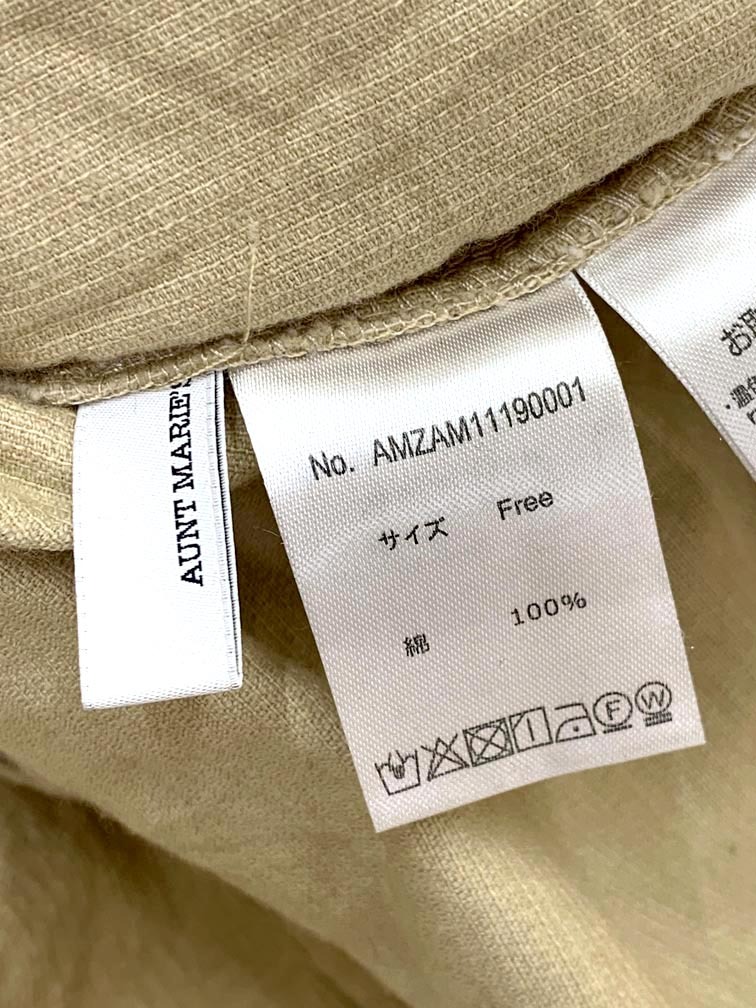 AUNT MARIE'S
No. AMZAM11190001
サイズ Free
綿 100%
F W